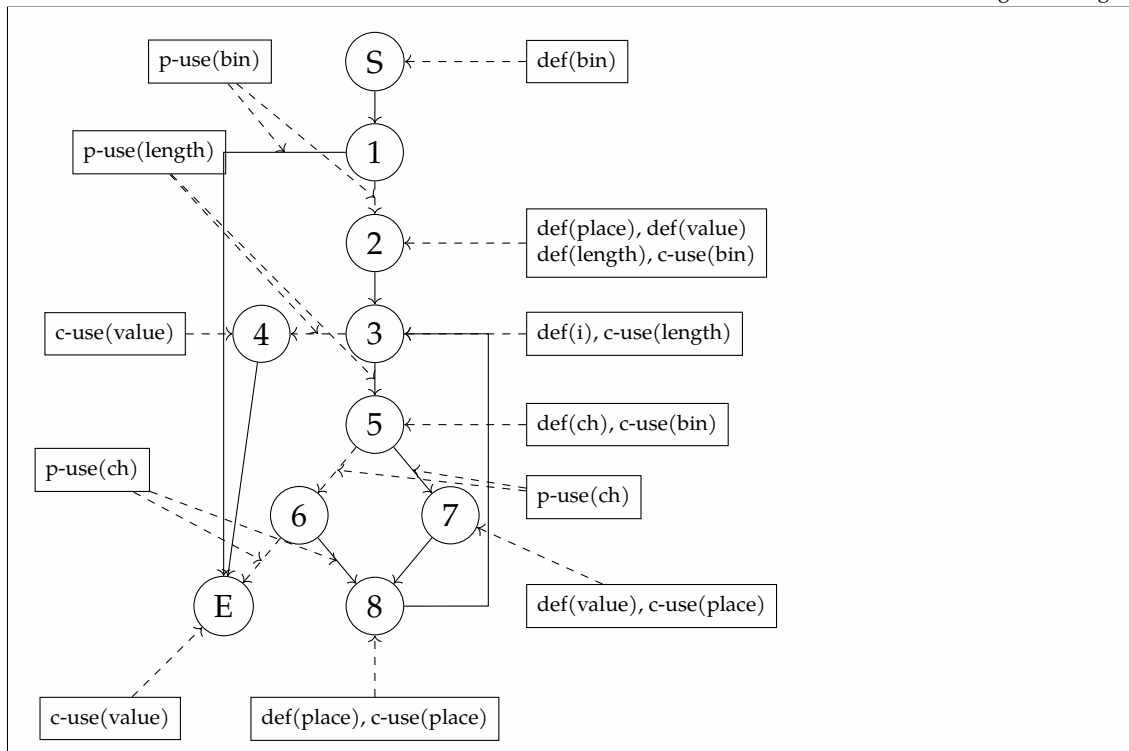 p-use(bin)
S
def(bin)
p-use(length)
1
2
def(place), def(value)
def(length), c-use(bin)
c-use(value)
4
3
def(i), c-use(length)
5
def(ch), c-use(bin)
p-use(ch)
6
7
p-use(ch)
E
8
def(value), c-use(place)
c-use(value)
def(place), c-use(place)